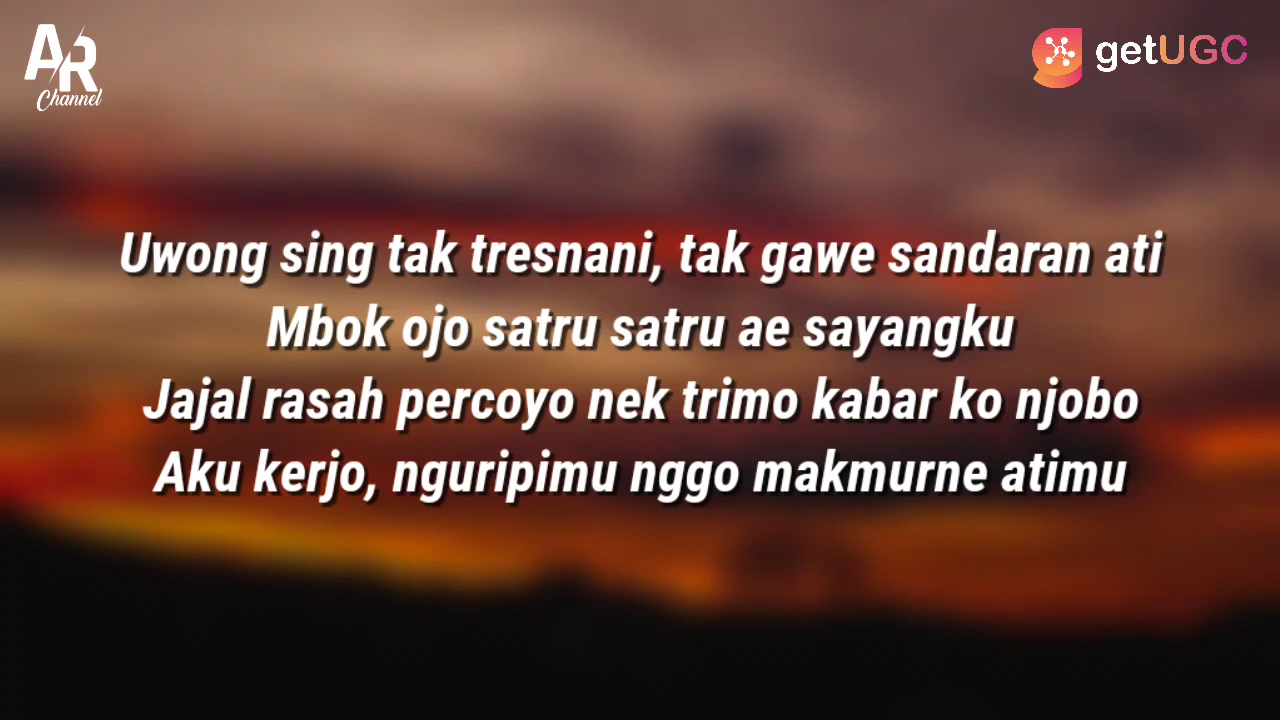 AR
Channel
getUGC
Uwong sing tak tresnani, tak gawe sandaran ati
Mbok ojo satru satru ae sayangku
Jajal rasah percoyo nek trimo kabar ko njobo
Aku kerjo, nguripimu nggo makmurne atimu